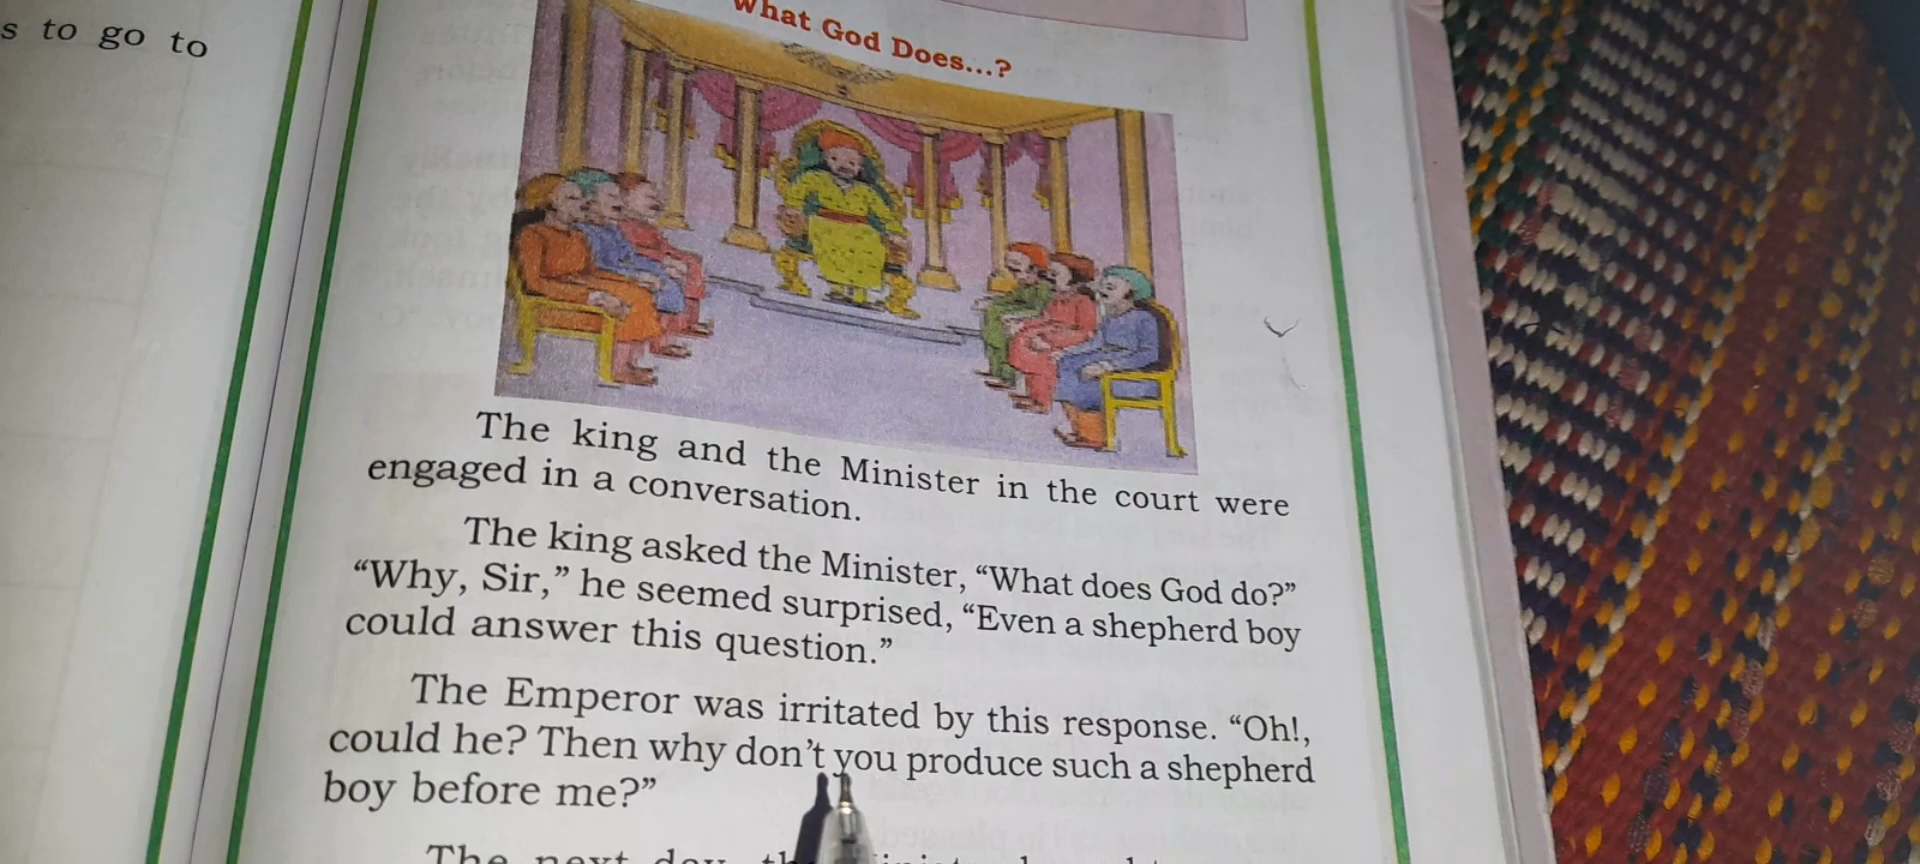 s to go to
What God Does...?
The king and the Minister in the court were
engaged in a conversation.
The king asked the Minister, “What does God do?”
“Why, Sir,” he seemed surprised, “Even a shepherd boy
could answer this question.”
The Emperor was irritated by this response. “Oh!,
could he? Then why don’t you produce such a shepherd
boy before me?”
The next day